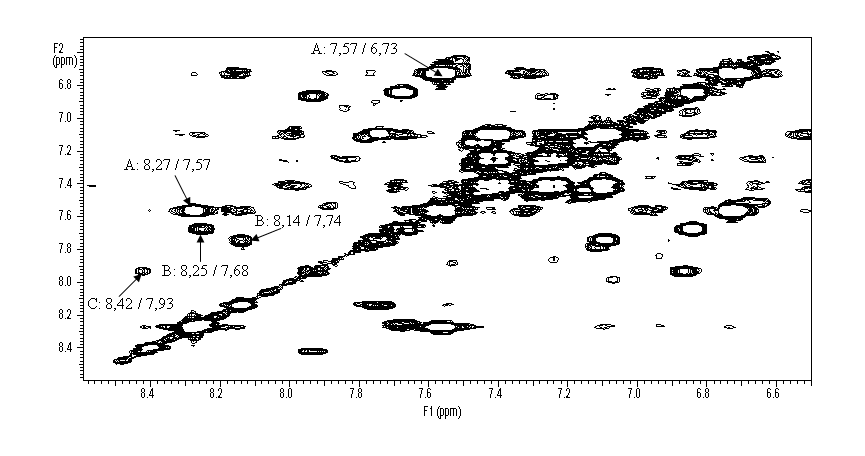 F2
(ppm)
A: 7,57 / 6,73
6.8
7.0
7.2
A: 8,27 / 7,57
7.4
7.6
B: 8,14 / 7,74
7.8
B: 8,25 / 7,68
8.0
C: 8,42 / 7,93
8.2
8.4
8.4 8.2 8.0 7.8 7.6 7.4 7.2 7.0 6.8 6.6
F1 (ppm)